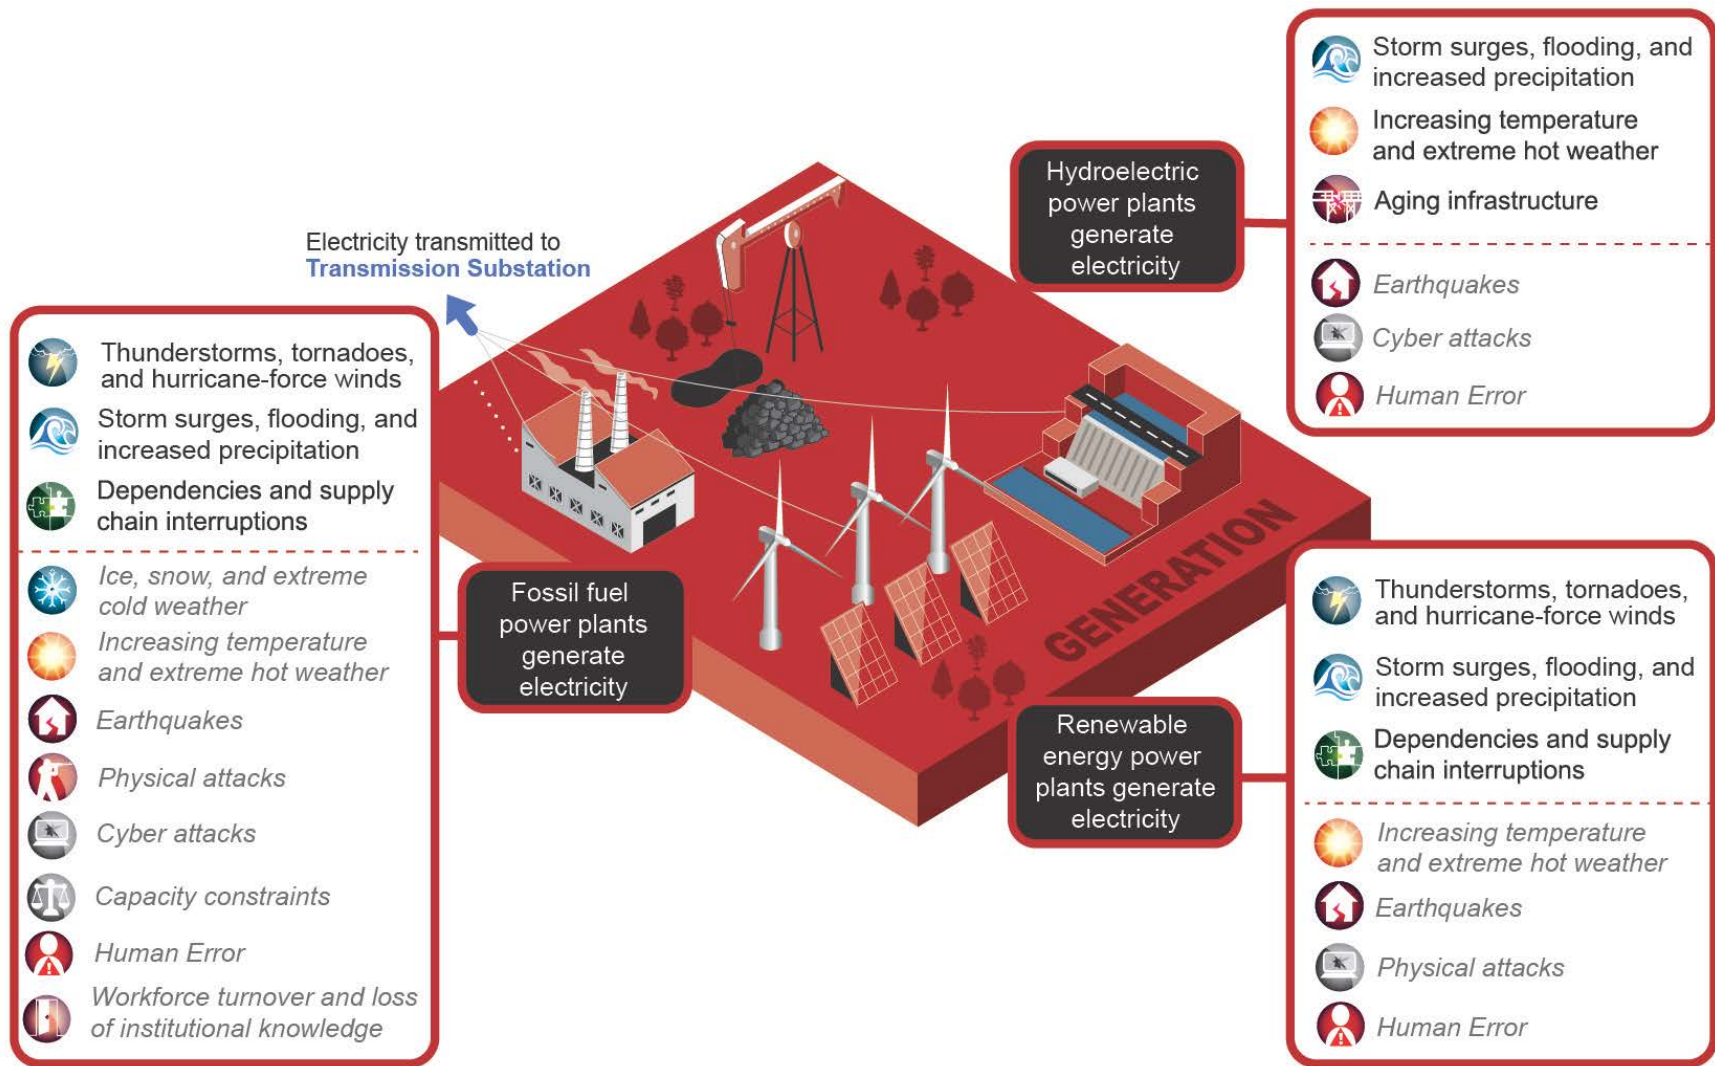 Storm surges, flooding, and
increased precipitation
Increasing temperature
and extreme hot weather
Aging infrastructure
Earthquakes
Cyber attacks
Human Error
Hydroelectric
power plants
generate
electricity
Electricity transmitted to
Transmission Substation
Thunderstorms, tornadoes,
and hurricane-force winds
Storm surges, flooding, and
increased precipitation
Dependencies and supply
chain interruptions
Ice, snow, and extreme
cold weather
Increasing temperature
and extreme hot weather
Earthquakes
Physical attacks
Cyber attacks
Capacity constraints
Human Error
Workforce turnover and loss
of institutional knowledge
Fossil fuel
power plants
generate
electricity
GENERATION
Renewable
energy power
plants generate
electricity
Thunderstorms, tornadoes,
and hurricane-force winds
Storm surges, flooding, and
increased precipitation
Dependencies and supply
chain interruptions
Increasing temperature
and extreme hot weather
Earthquakes
Physical attacks
Human Error